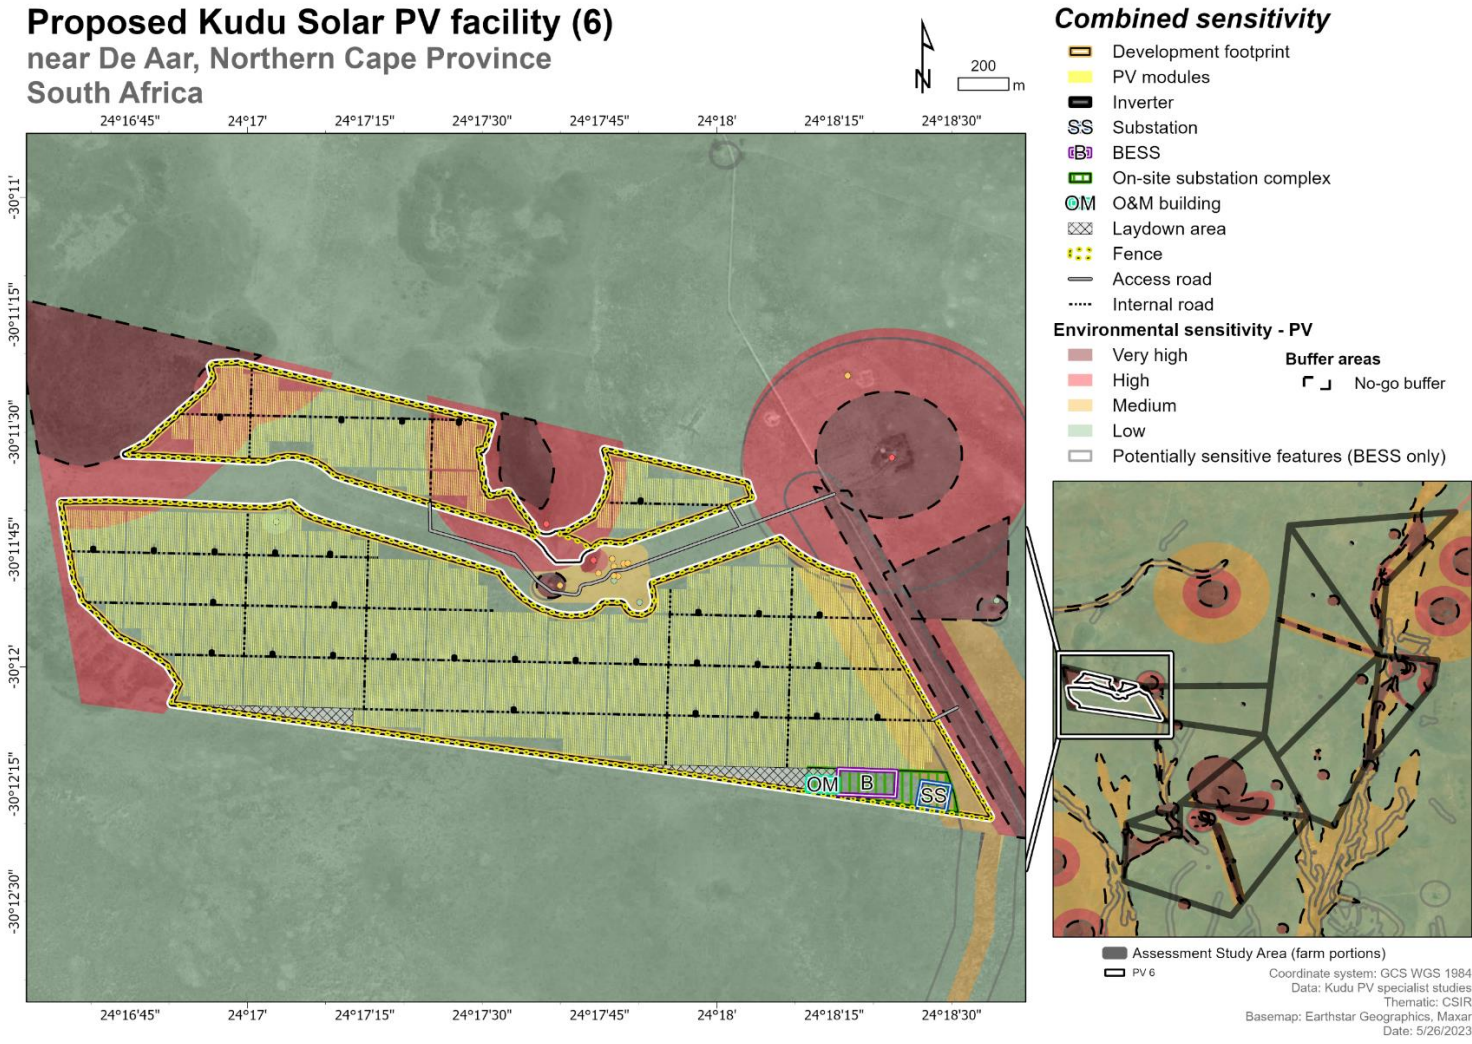 Proposed Kudu Solar PV facility (6)
near De Aar, Northern Cape Province
South Africa
N
200
m
24°16'45" 24°17' 24°17'15" 24°17'30" 24°17'45" 24°18' 24°18'15" 24°18'30"
-30°11'
-30°11'15"
-30°11'30"
-30°11'45"
-30°12'
-30°12'15"
-30°12'30"
OM B SS
24°16'45" 24°17' 24°17'15" 24°17'30" 24°17'45" 24°18' 24°18'15" 24°18'30"
Combined sensitivity
Development footprint
PV modules
Inverter
SS Substation
B BESS
On-site substation complex
OM O&M building
Laydown area
Fence
Access road
Internal road
Environmental sensitivity - PV
Very high
High
Medium
Low
Potentially sensitive features (BESS only)
Buffer areas
No-go buffer
Assessment Study Area (farm portions)
PV 6
Coordinate system: GCS WGS 1984
Data: Kudu PV specialist studies
Thematic: CSIR
Basemap: Earthstar Geographics, Maxar
Date: 5/26/2023